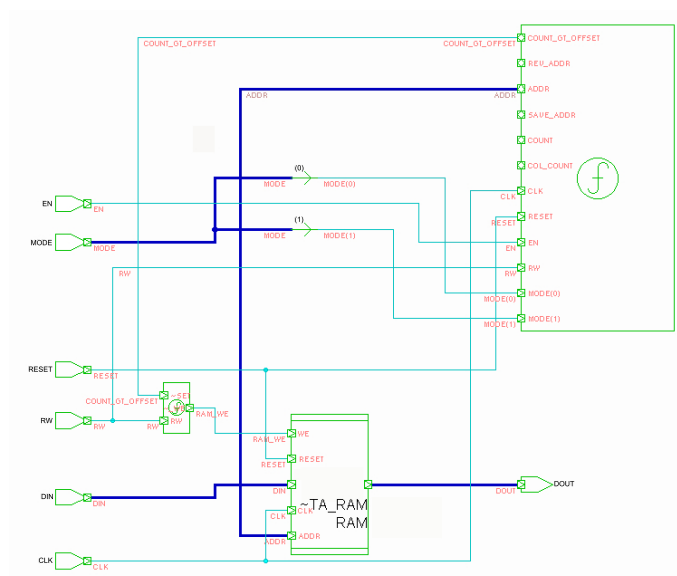 COUNT_GT_OFFSET
COUNT_GT_OFFSET
COUNT_GT_OFFSET
REV_ADDR
ADDR
ADDR
ADDR
SAVE_ADDR
COUNT
(0)
COL_COUNT
MODE
MODE(0)
CLK
CLK
EN
EN
RESET
RESET
(1)
MODE
MODE(1)
MODE
MODE
EN
EN
RW
RW
RW
MODE(0)
MODE(0)
MODE(1)
MODE(1)
RESET
RESET
COUNT_GT_OFFSET
RAM_WE
RW
RW
RW
RW
RAM_WE
WE
RESET
RESET
DIN
DIN
DIN
DOUT
DOUT
~TA_RAM
CLK
CLK
RAM
ADDR
ADDR
CLK
CLK